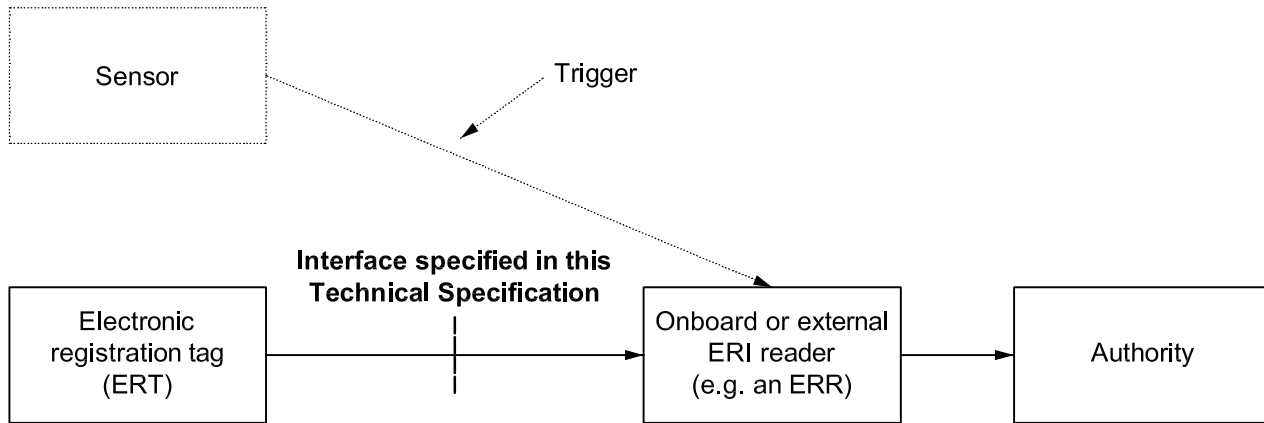 Sensor
Trigger
Interface specified in this
Technical Specification
Electronic
registration tag
(ERT)
Onboard or external
ERI reader
(e.g. an ERR)
Authority